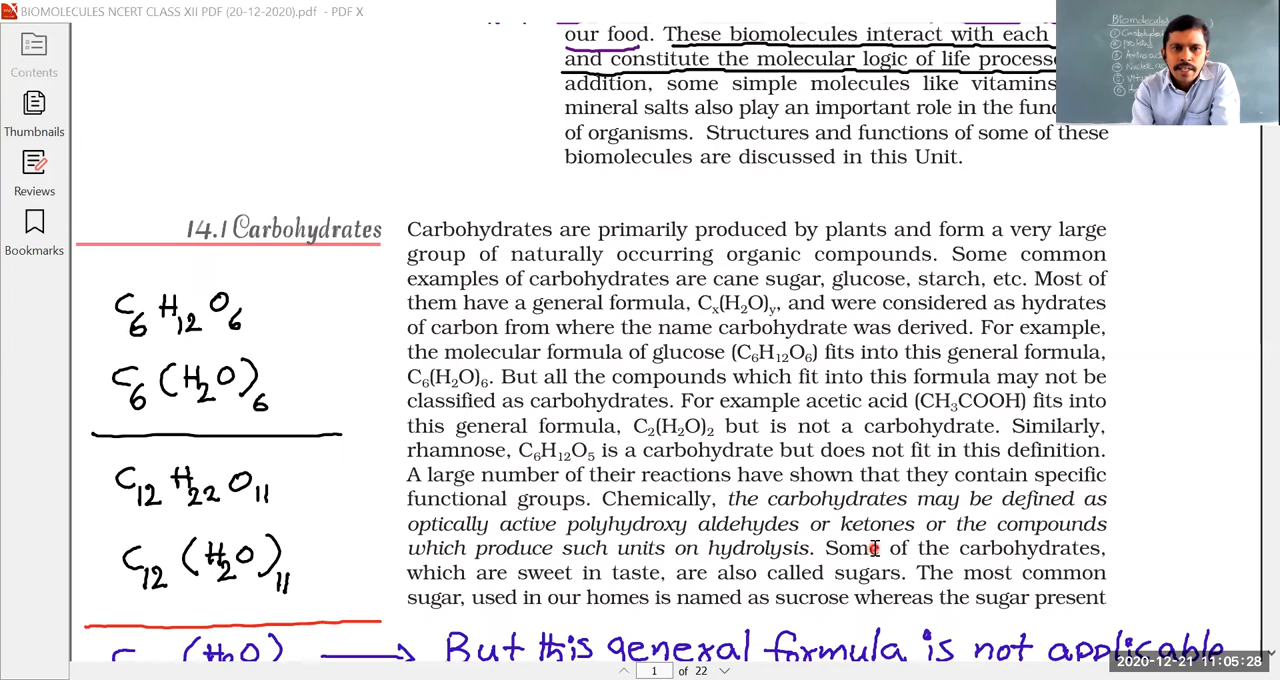 BIOMOLECULES NCERT CLASS XII PDF (20-12-2020).pdf - PDF X
Contents
Thumbnails
Reviews
Bookmarks
our food. These biomolecules interact with each
and constitute the molecular logic of life processe
addition, some simple molecules like vitamins
mineral salts also play an important role in the func
of organisms. Structures and functions of some of these
biomolecules are discussed in this Unit.
Biomolecules
14.1 Carbohydrates
Carbohydrates are primarily produced by plants and form a very large
group of naturally occurring organic compounds. Some common
examples of carbohydrates are cane sugar, glucose, starch, etc. Most of
them have a general formula, Cx(H2O)y, and were considered as hydrates
of carbon from where the name carbohydrate was derived. For example,
the molecular formula of glucose (C6H12O6) fits into this general formula,
C6(H2O)6. But all the compounds which fit into this formula may not be
classified as carbohydrates. For example acetic acid (CH3COOH) fits into
this general formula, C2(H2O)2 but is not a carbohydrate. Similarly,
rhamnose, C6H12O5 is a carbohydrate but does not fit in this definition.
A large number of their reactions have shown that they contain specific
functional groups. Chemically, the carbohydrates may be defined as
optically active polyhydroxy aldehydes or ketones or the compounds
which produce such units on hydrolysis. Some of the carbohydrates,
which are sweet in taste, are also called sugars. The most common
sugar, used in our homes is named as sucrose whereas the sugar present
C6H12O6
C6(H2O)6
C12H22O11
C12(H2O)11
C (H2O) → But this general formula is not applicable
1 of 22
2020-12-21 11:05:28